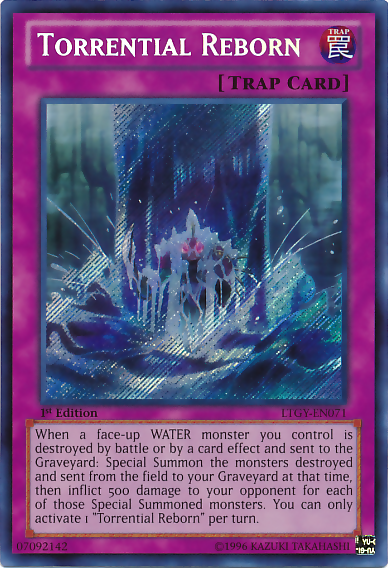 TORRENTIAL REBORN
TRAP
罠
[TRAP CARD]
1st Edition
LTGY-EN071
When a face-up WATER monster you control is
destroyed by battle or by a card effect and sent to the
Graveyard: Special Summon the monsters destroyed
and sent from the field to your Graveyard at that time,
then inflict 500 damage to your opponent for each
of those Special Summoned monsters. You can only
activate 1 "Torrential Reborn" per turn.
07092142
©1996 KAZUKI TAKAHASHI